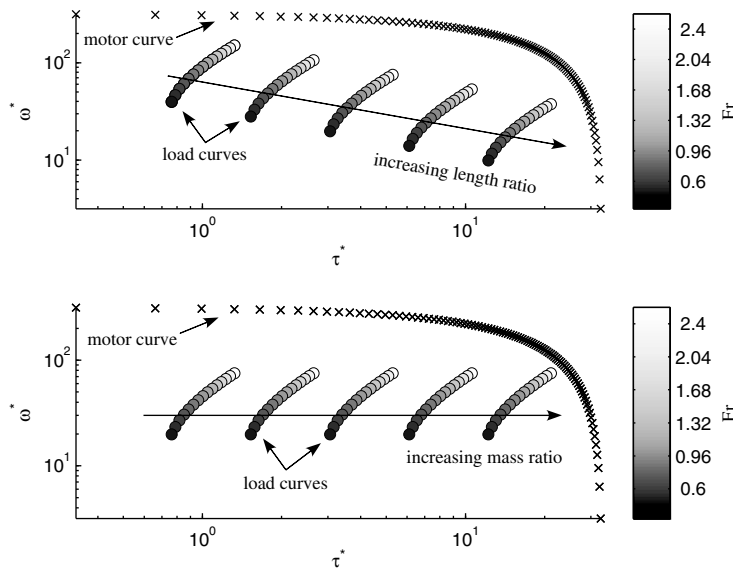 10²
10¹
ω*
motor curve
load curves
increasing length ratio
10⁰
10¹
τ*
2.4
2.04
1.68
1.32
0.96
0.6
Fr
10²
10¹
ω*
motor curve
load curves
increasing mass ratio
10⁰
10¹
τ*
2.4
2.04
1.68
1.32
0.96
0.6
Fr